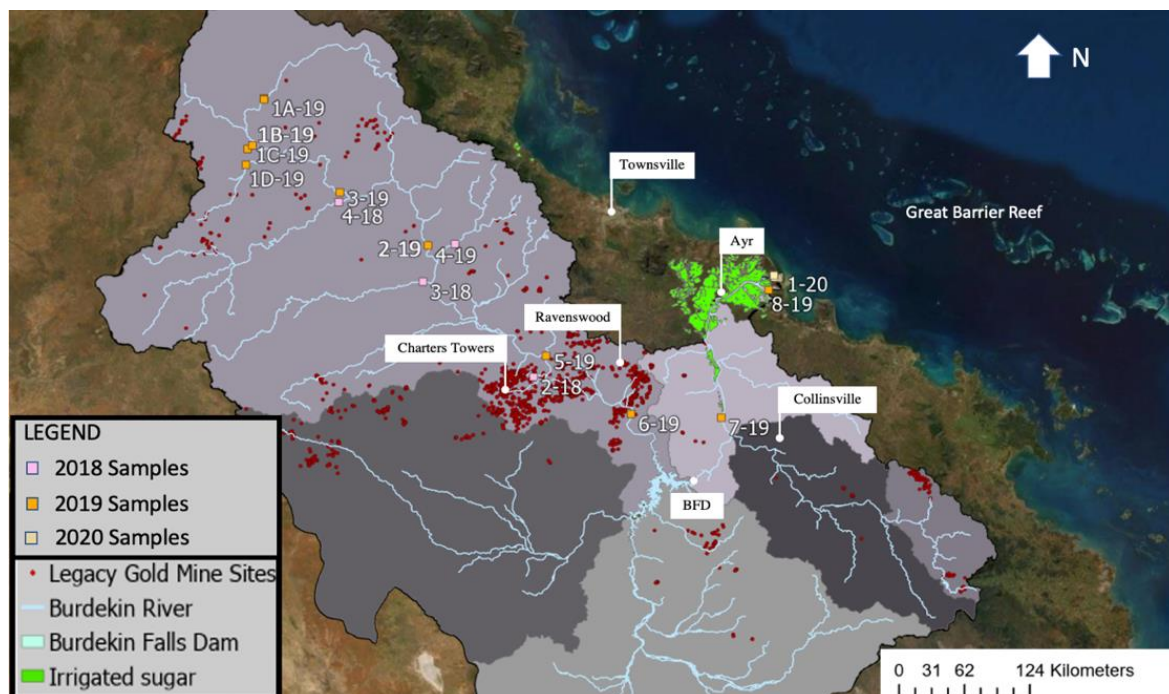 N
1A-19
1B-19
1C-19
1D-19
3-19
4-18
Townsville
Great Barrier Reef
2-19
4-19
Ayr
3-18
1-20
8-19
Ravenswood
Charters Towers
5-19
2-18
Collinsville
6-19
7-19
BFD
LEGEND
2018 Samples
2019 Samples
2020 Samples
Legacy Gold Mine Sites
Burdekin River
Burdekin Falls Dam
Irrigated sugar
0 31 62 124 Kilometers